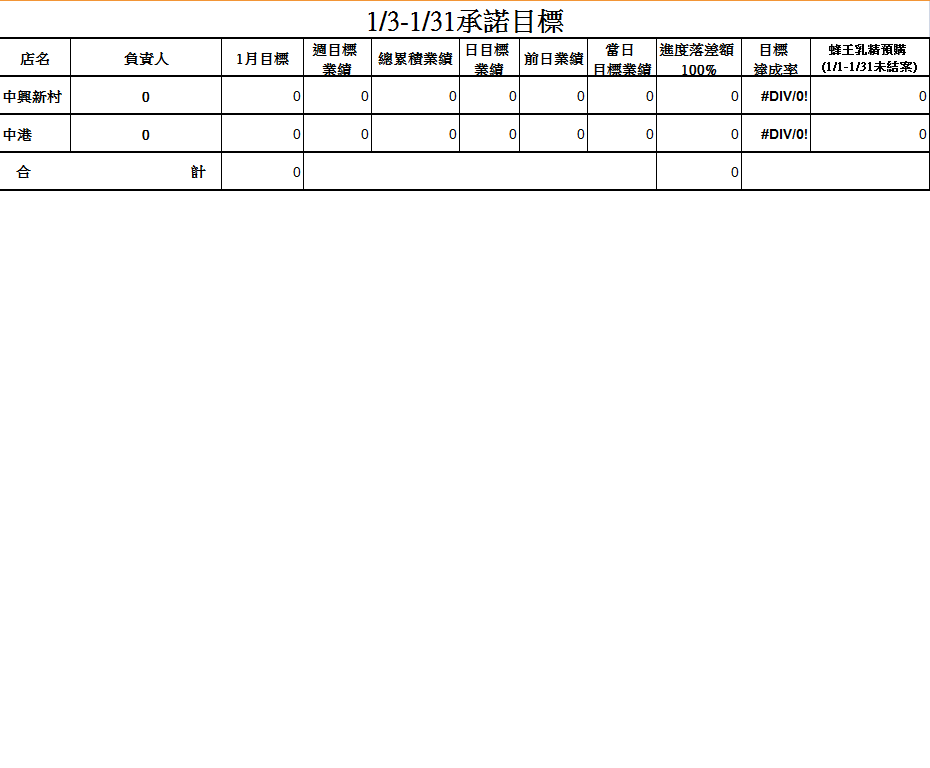 1/3-1/31承諾目標
店名 負責人 1月目標 週目標業績 總累積業績 日目標業績 前日業績 當日目標業績 進度落差額100% 目標達成率 蜂王乳精預購(1/1-1/31未結案)
中興新村 0 0 0 0 0 0 0 0 #DIV/0! 0
中港 0 0 0 0 0 0 0 0 #DIV/0! 0
合 計 0 0